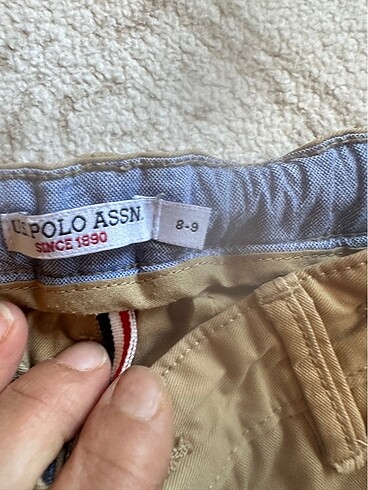 U.S. POLO ASSN.
SINCE 1890
8-9